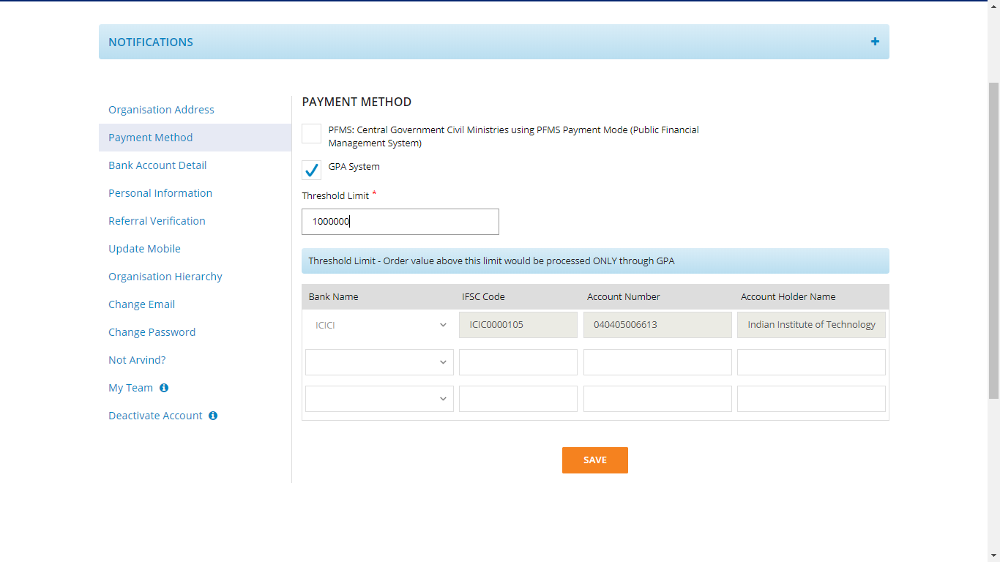 NOTIFICATIONS
Organisation Address
Payment Method
Bank Account Detail
Personal Information
Referral Verification
Update Mobile
Organisation Hierarchy
Change Email
Change Password
Not Arvind?
My Team
Deactivate Account
PAYMENT METHOD
PFMS: Central Government Civil Ministries using PFMS Payment Mode (Public Financial
Management System)
GPA System
Threshold Limit *
1000000
Threshold Limit - Order value above this limit would be processed ONLY through GPA
Bank Name IFSC Code Account Number Account Holder Name
ICICI ICIC0000105 040405006613 Indian Institute of Technology
SAVE